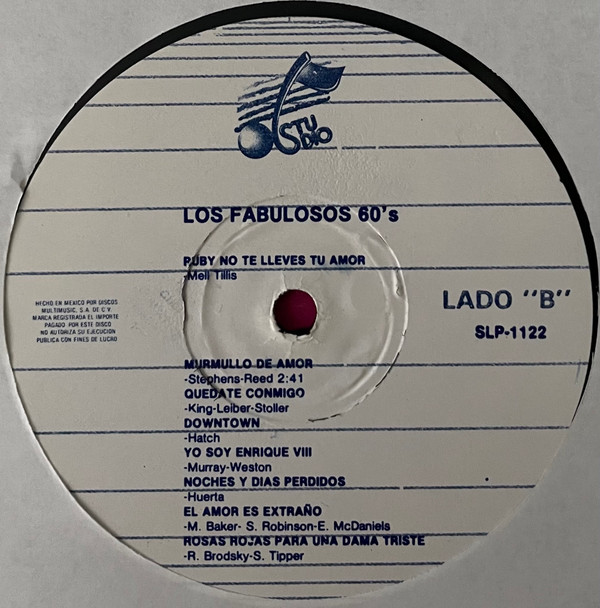 STUDIO
LOS FABULOSOS 60's
RUBY NO TE LLEVES TU AMOR
-Mell Tillis
HECHO EN MEXICO POR DISCOS
MULTIMUSIC, S.A. DE C.V.
MARCA REGISTRADA EL IMPORTE
PAGADO POR ESTE DISCO
NO AUTORIZA SU EJECUCION
PUBLICA CON FINES DE LUCRO
LADO "B"
SLP-1122
MURMULLO DE AMOR
-Stephens-Reed 2:41
QUEDATE CONMIGO
-King-Leiber-Stoller
DOWNTOWN
-Hatch
YO SOY ENRIQUE VIII
-Murray-Weston
NOCHES Y DIAS PERDIDOS
-Huerta
EL AMOR ES EXTRAÑO
-M. Baker- S. Robinson-E. McDaniels
ROSAS ROJAS PARA UNA DAMA TRISTE
-R. Brodsky-S. Tipper